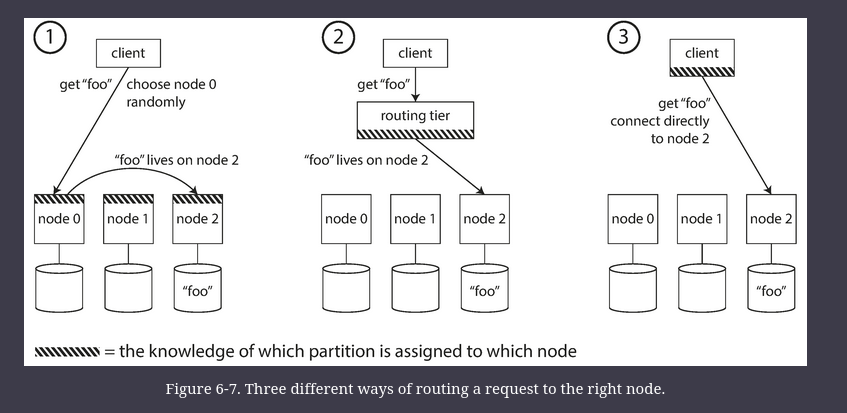 1
client
get “foo”
choose node 0
randomly
“foo” lives on node 2
node 0
node 1
node 2
“foo”
2
client
get “foo”
routing tier
“foo” lives on node 2
node 0
node 1
node 2
“foo”
3
client
get “foo”
connect directly
to node 2
node 0
node 1
node 2
“foo”
= the knowledge of which partition is assigned to which node
Figure 6-7. Three different ways of routing a request to the right node.